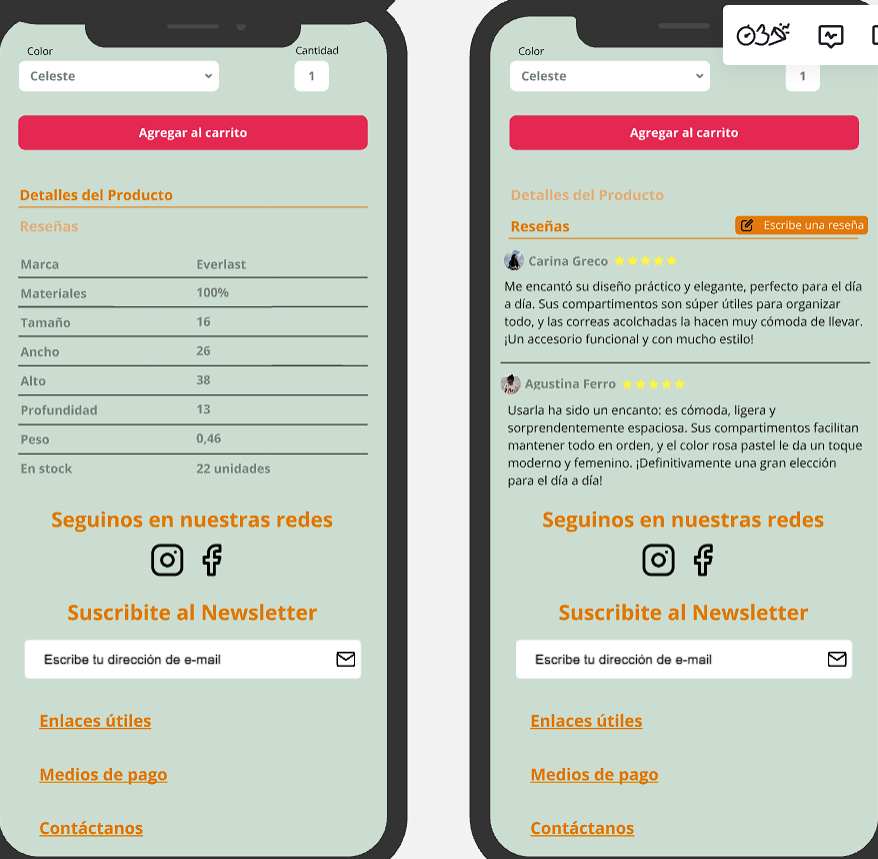 Color Cantidad
Celeste 1
Agregar al carrito
Detalles del Producto
Reseñas
Marca Everlast
Materiales 100%
Tamaño 16
Ancho 26
Alto 38
Profundidad 13
Peso 0,46
En stock 22 unidades
Seguinos en nuestras redes
Suscribite al Newsletter
Escribe tu dirección de e-mail
Enlaces útiles
Medios de pago
Contáctanos
Color
Celeste 1
Agregar al carrito
Detalles del Producto
Reseñas Escribe una reseña
Carina Greco
Me encantó su diseño práctico y elegante, perfecto para el día
a día. Sus compartimentos son súper útiles para organizar
todo, y las correas acolchadas la hacen muy cómoda de llevar.
¡Un accesorio funcional y con mucho estilo!
Agustina Ferro
Usarla ha sido un encanto: es cómoda, ligera y
sorprendentemente espaciosa. Sus compartimentos facilitan
mantener todo en orden, y el color rosa pastel le da un toque
moderno y femenino. ¡Definitivamente una gran elección
para el día a día!
Seguinos en nuestras redes
Suscribite al Newsletter
Escribe tu dirección de e-mail
Enlaces útiles
Medios de pago
Contáctanos